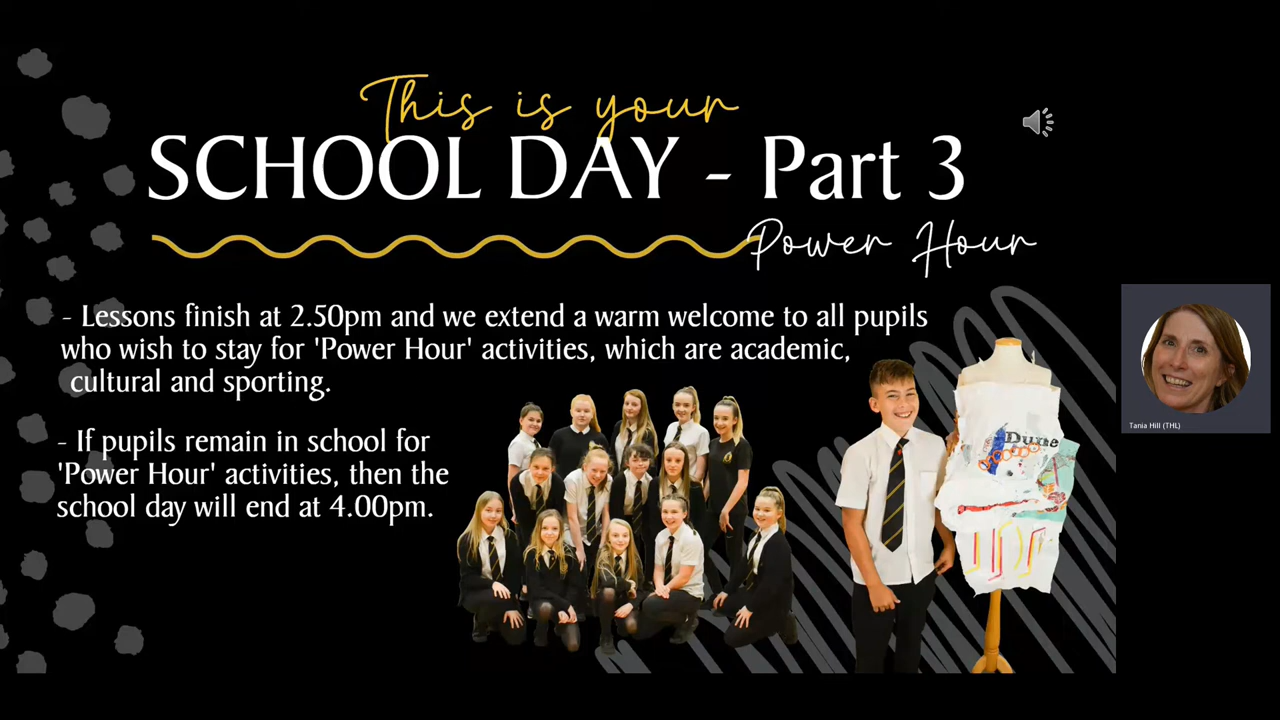 This is your
SCHOOL DAY - Part 3
Power Hour
- Lessons finish at 2.50pm and we extend a warm welcome to all pupils
who wish to stay for 'Power Hour' activities, which are academic,
cultural and sporting.
- If pupils remain in school for
'Power Hour' activities, then the
school day will end at 4.00pm.
Dune
Tania Hill (THL)